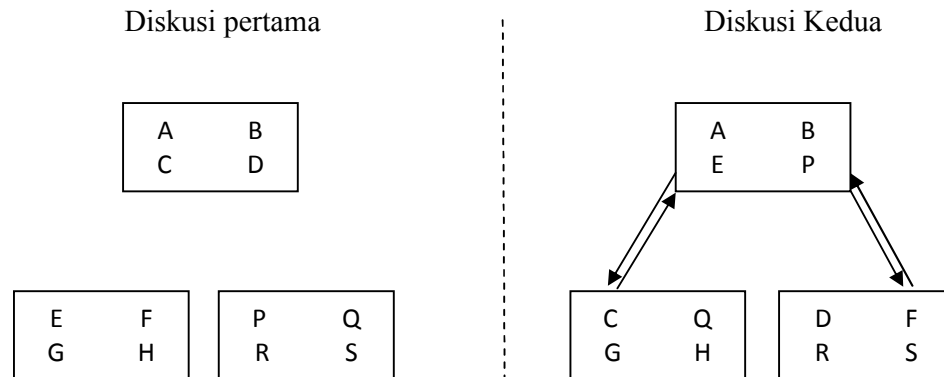 Diskusi pertama
A B
C D
E F
G H
P Q
R S
Diskusi Kedua
A B
E P
C Q
G H
D F
R S